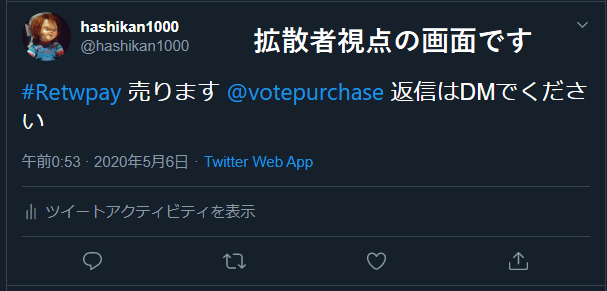 hashikan1000
@hashikan1000
拡散者視点の画面です
#Retwpay 売ります @votepurchase 返信はDMでくださ
い
午前0:53 · 2020年5月6日 · Twitter Web App
ツイートアクティビティを表示